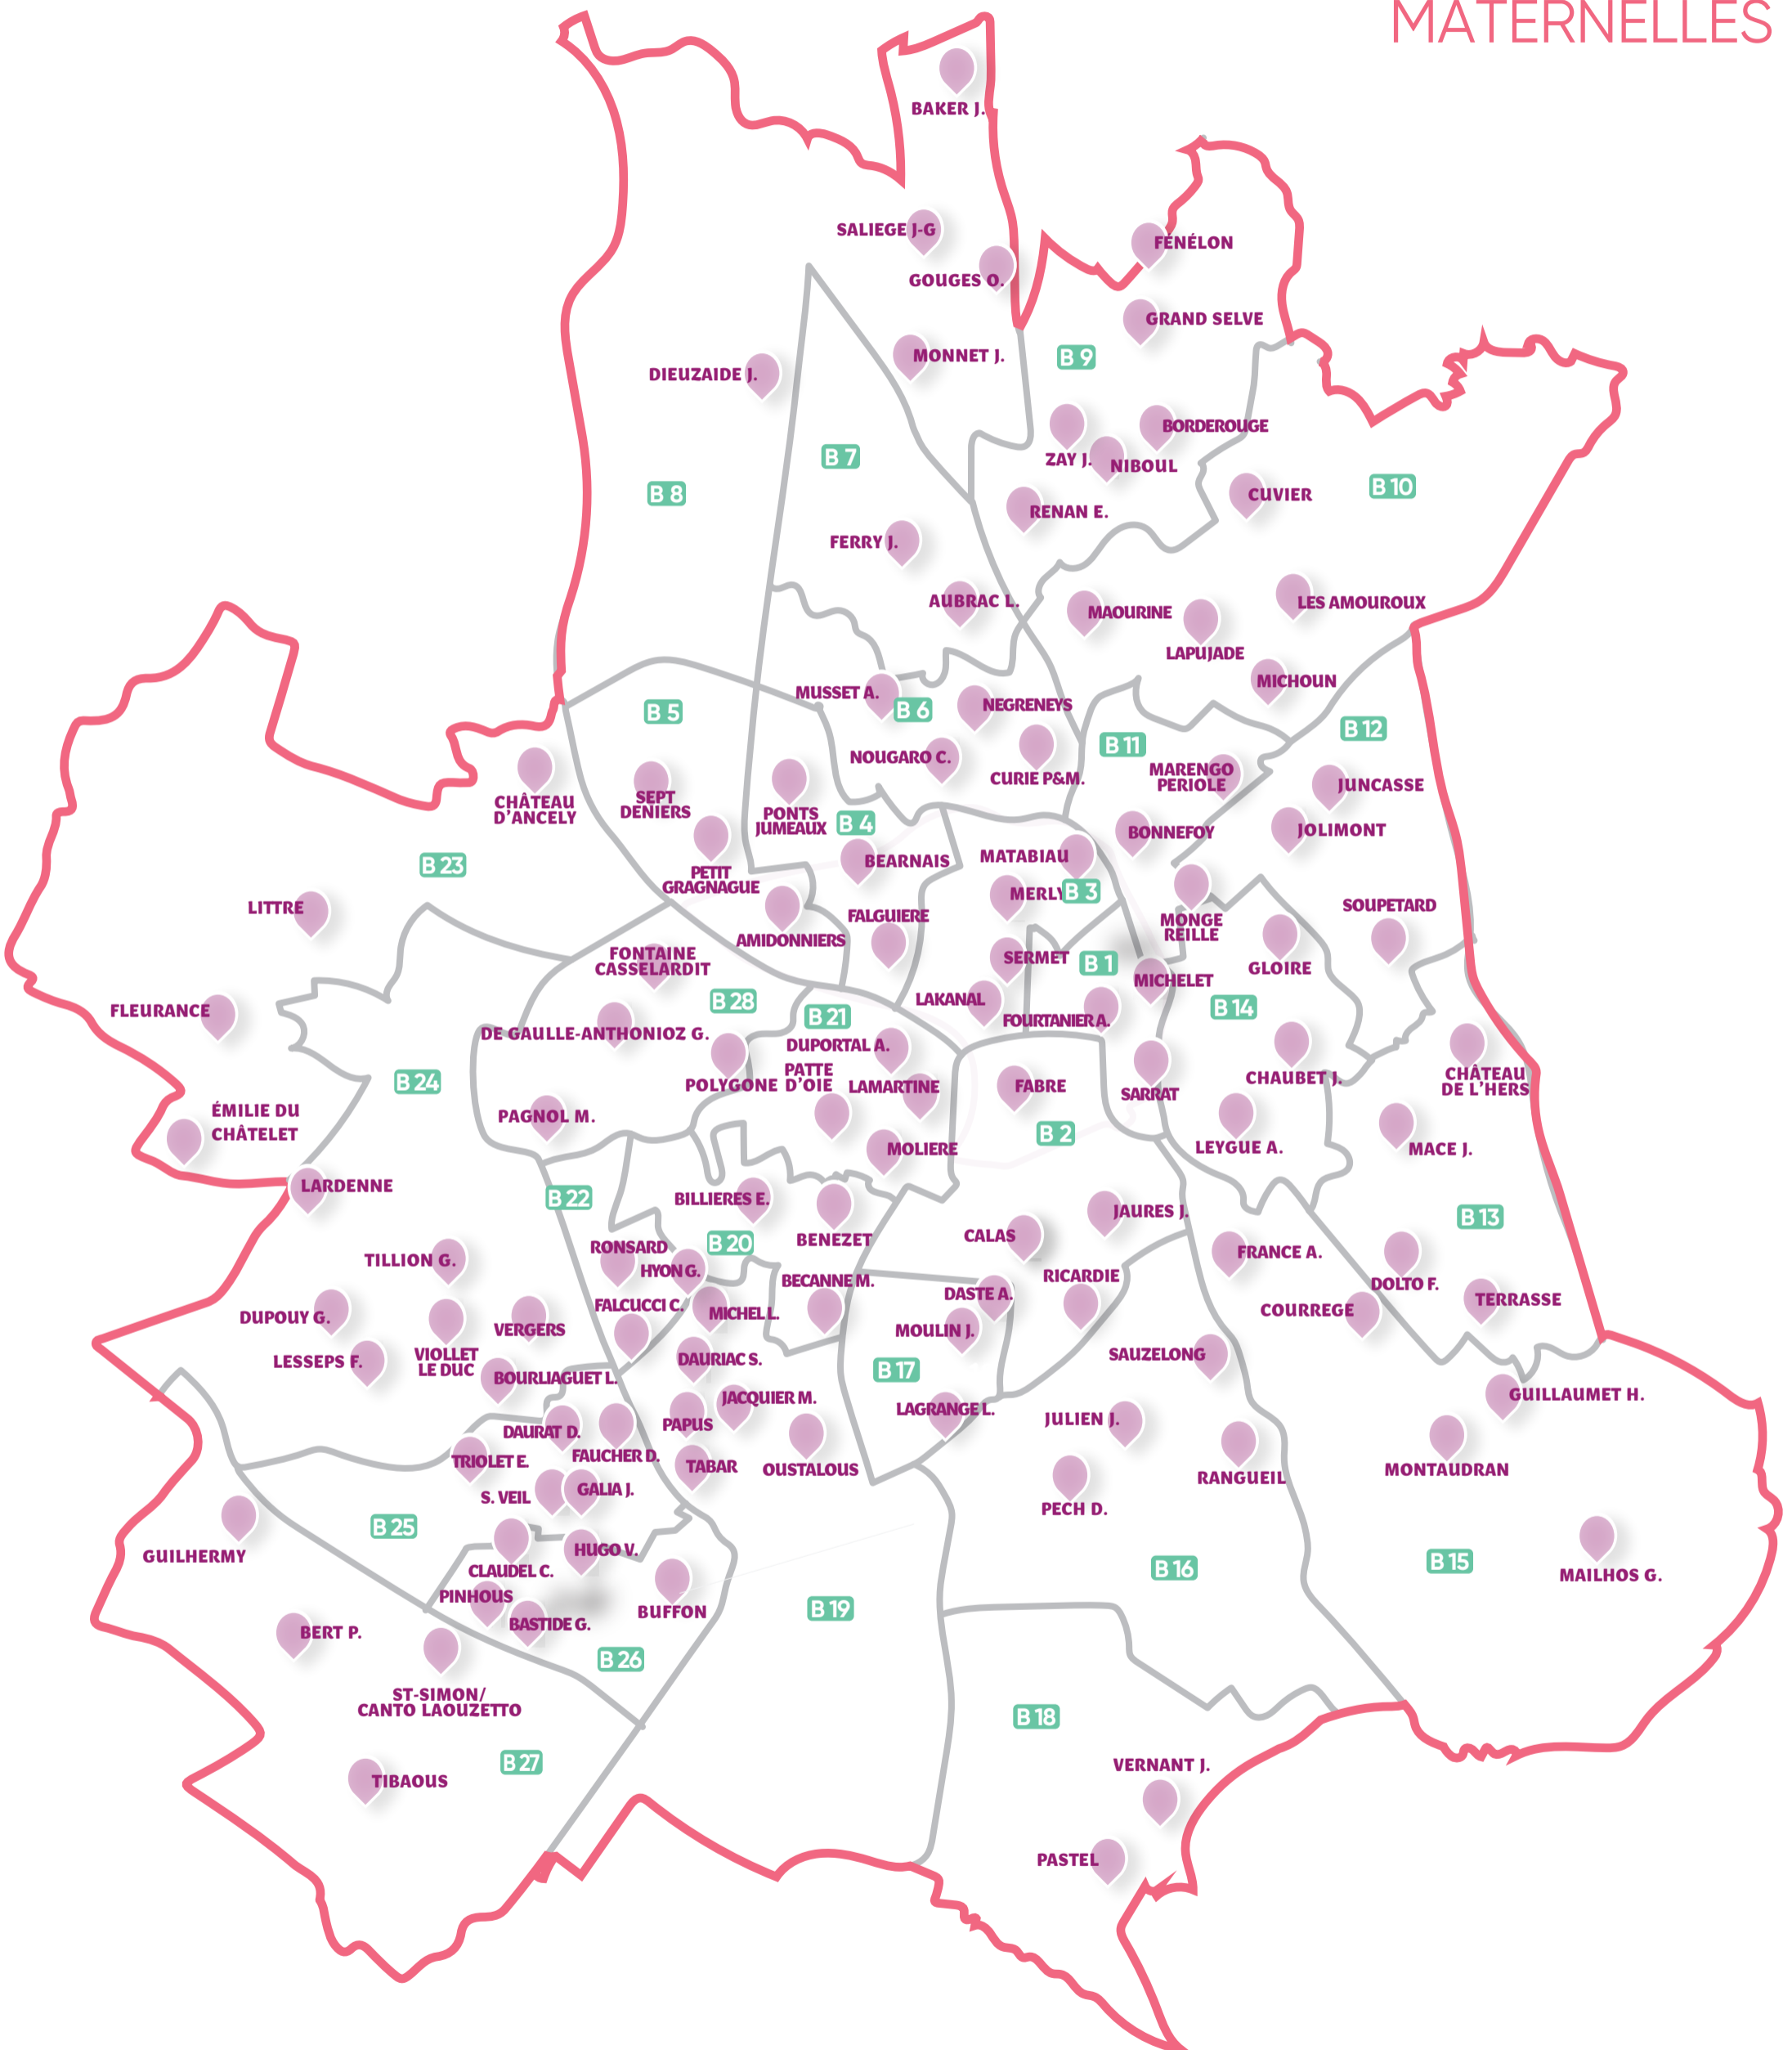 MATERNELLES
BAKER J.
SALIEGE J-G
FÉNÉLON
GOUGES O.
GRAND SELVE
MONNET J.
B 9
DIEUZAIDE J.
BORDEROUGE
B 7
ZAY J.
NIBOUL
B 8
B 10
CUVIER
RENAN E.
FERRY J.
AUBRAC L.
LES AMOUROUX
MAOURINE
LAPUJADE
MICHOUN
MUSSET A.
NEGRENEYS
B 5
B 6
B 12
B 11
NOUGARO C.
CURIE P&M.
MARENGO
PERIOLE
JUNCASSE
CHÂTEAU
D'ANCELY
SEPT
DENIERS
PONTS
JUMEAUX
B 4
BONNEFOY
JOLIMONT
B 23
PETIT
GRAGNAGUE
BEARNAIS
MATABIAU
MERLY
B 3
LITTRE
FALGUIERE
MONGE
REILLE
SOUPETARD
AMIDONNIERS
FONTAINE
CASSELARDIT
SERMET
B 1
GLOIRE
MICHELET
FLEURANCE
B 28
LAKANAL
B 14
B 21
FOURTANIER A.
DE GAULLE-ANTHONIOZ G.
DUPORTAL A.
B 24
POLYGONE
PATTE
D'OIE
LAMARTINE
FABRE
SARRAT
CHAUBET J.
CHÂTEAU
DE L'HERS
ÉMILIE DU
CHÂTELET
PAGNOL M.
B 2
MOLIERE
LEYGUE A.
MACE J.
LARDENNE
B 22
BILLIERES E.
JAURES J.
B 13
BENEZET
CALAS
B 20
RONSARD
TILLION G.
HYON G.
FRANCE A.
BECANNE M.
RICARDIE
DOLTO F.
DASTE A.
TERRASSE
FALCUCCI C.
MICHEL L.
COURREGE
DUPOUY G.
VERGERS
MOULIN J.
LESSEPS F.
VIOLLET
LE DUC
DAURIAC S.
SAUZELONG
BOURLIAGUET L.
B 17
JACQUIER M.
GUILLAUMET H.
PAPUS
LAGRANGE L.
JULIEN J.
DAURAT D.
FAUCHER D.
TRIOLET E.
TABAR
OUSTALOUS
RANGUEIL
MONTAUDRAN
S. VEIL
GALIA J.
PECH D.
B 25
GUILHERMY
HUGO V.
CLAUDEL C.
B 16
B 15
MAILHOS G.
PINHOUS
BUFFON
B 19
BASTIDE G.
BERT P.
B 26
ST-SIMON/
CANTO LAOUZETTO
B 18
B 27
VERNANT J.
TIBAOUS
PASTEL